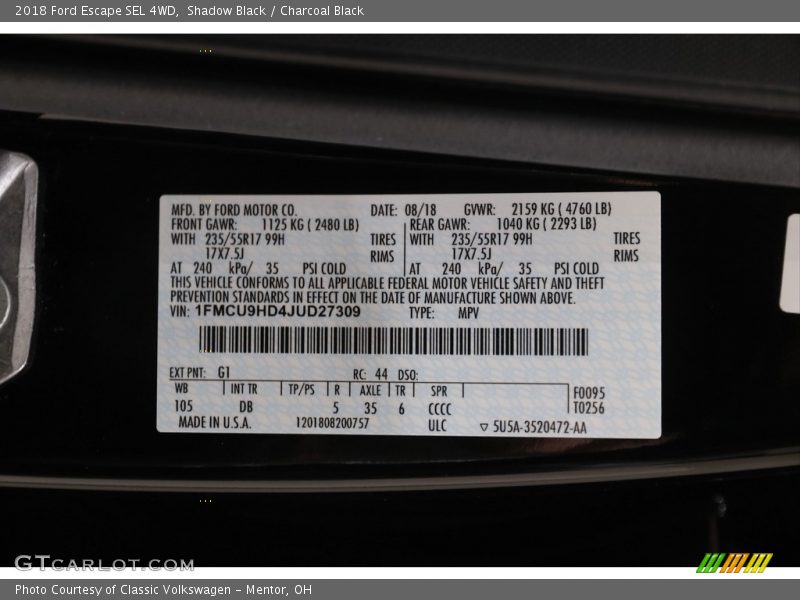 2018 Ford Escape SEL 4WD, Shadow Black / Charcoal Black
MFD. BY FORD MOTOR CO. DATE: 08/18 GVWR: 2159 KG ( 4760 LB)
FRONT GAWR: 1125 KG ( 2480 LB) REAR GAWR: 1040 KG ( 2293 LB)
WITH 235/55R17 99H TIRES WITH 235/55R17 99H TIRES
17X7.5J RIMS 17X7.5J RIMS
AT 240 kPa/ 35 PSI COLD AT 240 kPa/ 35 PSI COLD
THIS VEHICLE CONFORMS TO ALL APPLICABLE FEDERAL MOTOR VEHICLE SAFETY AND THEFT
PREVENTION STANDARDS IN EFFECT ON THE DATE OF MANUFACTURE SHOWN ABOVE.
VIN: 1FMCU9HD4JUD27309 TYPE: MPV
EXT PNT: G1 RC: 44 DSO:
WB INT TR TP/PS R AXLE TR SPR F0095
105 DB 5 35 6 CCCC T0256
MADE IN U.S.A. 1201808200757 ULC ▽ 5U5A-3520472-AA
GTCARLOT.COM
Photo Courtesy of Classic Volkswagen - Mentor, OH